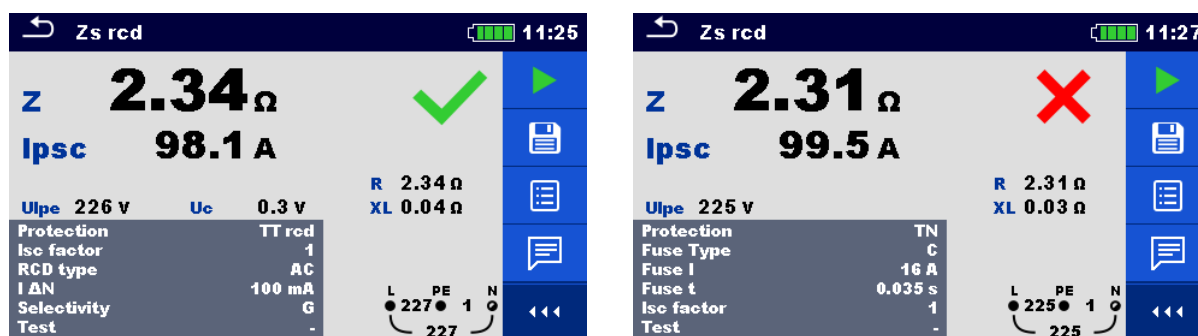 Zs rcd 11:25
Z 2.34 Ω
Ipsc 98.1 A
R 2.34 Ω
Ulpe 226 V Uc 0.3 V XL 0.04 Ω
Protection TT rcd
Isc factor 1
RCD type AC
I ΔN 100 mA
Selectivity G
Test -
L PE N
227 1
227
Zs rcd 11:27
Z 2.31 Ω
Ipsc 99.5 A
R 2.31 Ω
Ulpe 225 V XL 0.03 Ω
Protection TN
Fuse Type C
Fuse I 16 A
Fuse t 0.035 s
Isc factor 1
Test -
L PE N
225 1
225